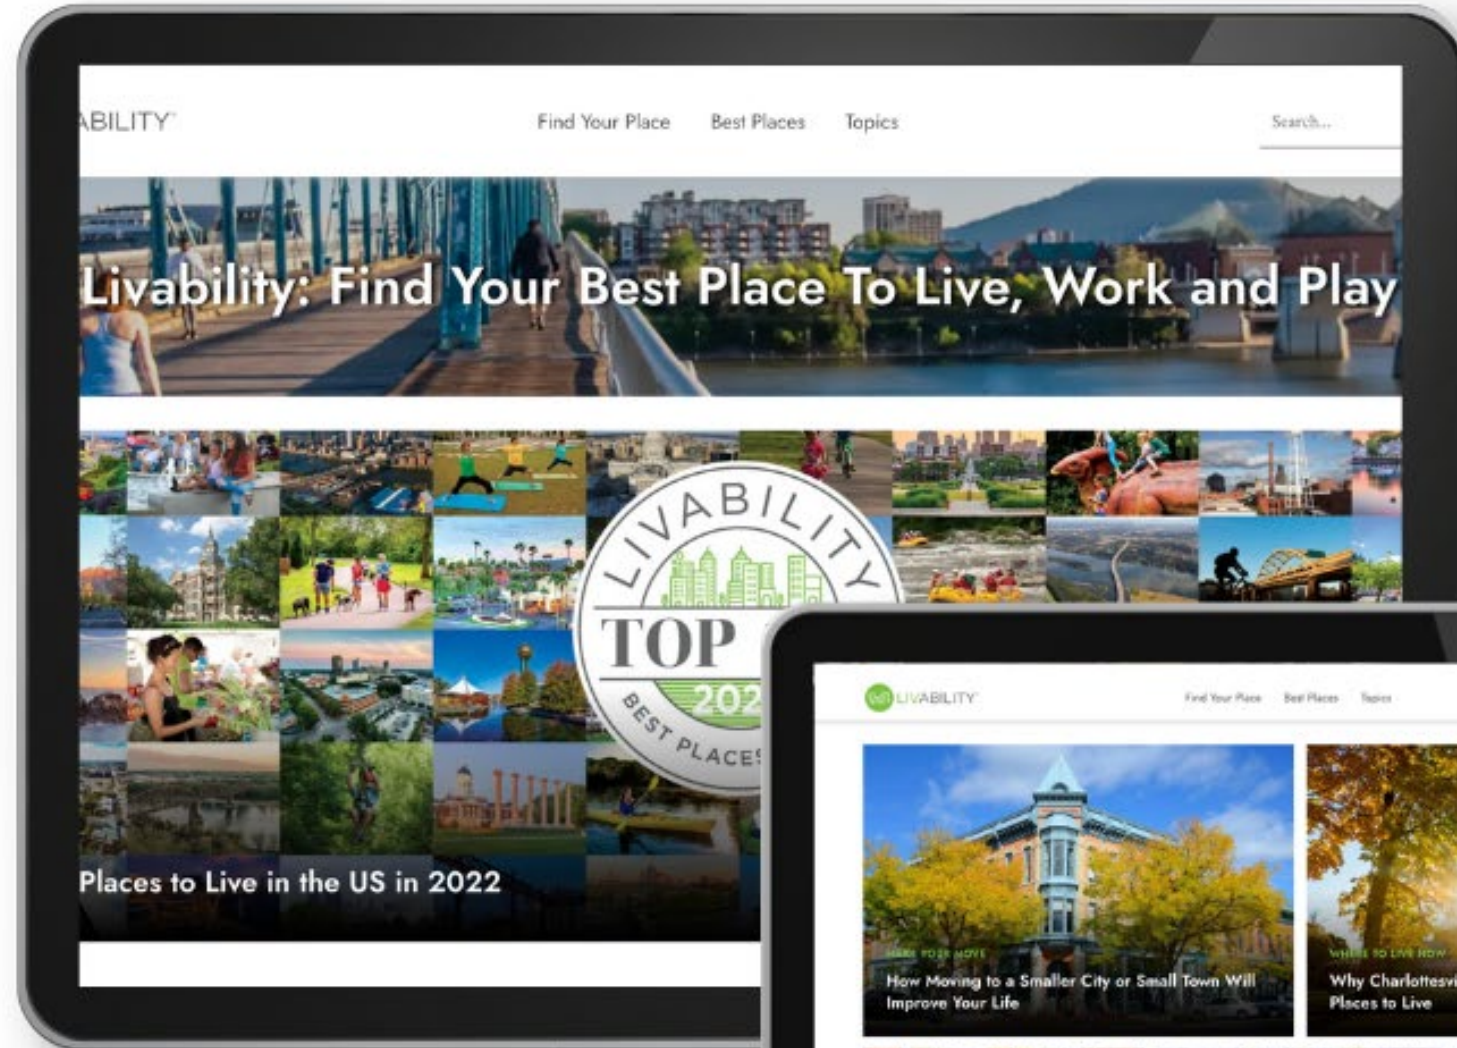 ABILITY
Find Your Place Best Places Topics
Search...
Livability: Find Your Best Place To Live, Work and Play
LIVABILITY
TOP
202
BEST PLACES
Places to Live in the US in 2022
LIVABILITY
Find Your Place Best Places Topics
MAKE YOUR MOVE
How Moving to a Smaller City or Small Town Will
Improve Your Life
WHERE TO LIVE NOW
Why Charlottesvi
Places to Live